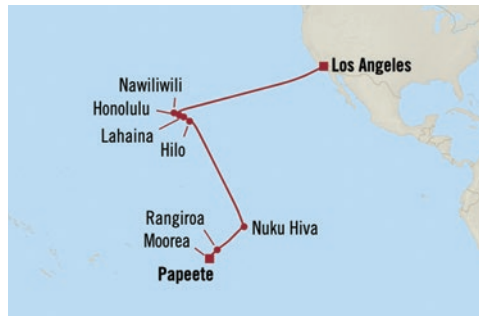 Los Angeles
Nawiliwili
Honolulu
Lahaina
Hilo
Rangiroa
Nuku Hiva
Moorea
Papeete